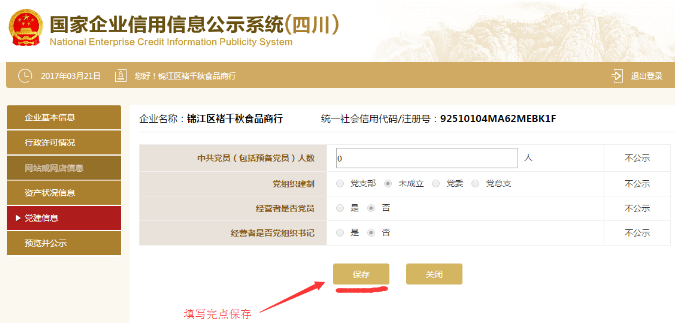 国家企业信用信息公示系统(四川)
National Enterprise Credit Information Publicity System
2017年03月21日 您好！锦江区褚千秋食品商行 退出登录
企业基本信息
行政许可情况
网站或网店信息
资产状况信息
党建信息
预览并公示
企业名称：锦江区褚千秋食品商行 统一社会信用代码/注册号：92510104MA62MEBK1F
中共党员（包括预备党员）人数 0 人 不公示
党组织建制 党支部 未成立 党委 党总支 不公示
经营者是否党员 是 否 不公示
经营者是否党组织书记 是 否 不公示
保存 关闭
填写完点保存